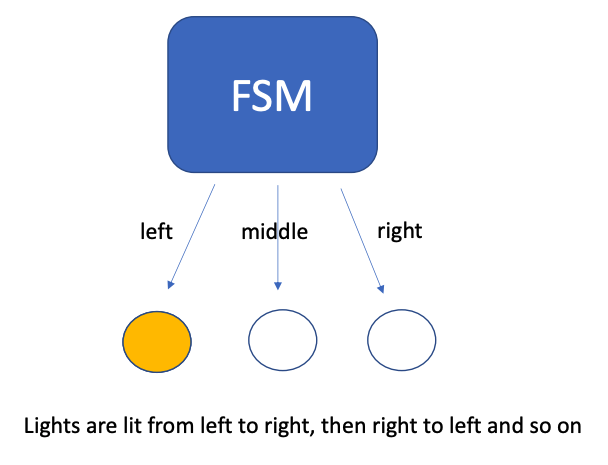 FSM
left
middle
right
Lights are lit from left to right, then right to left and so on